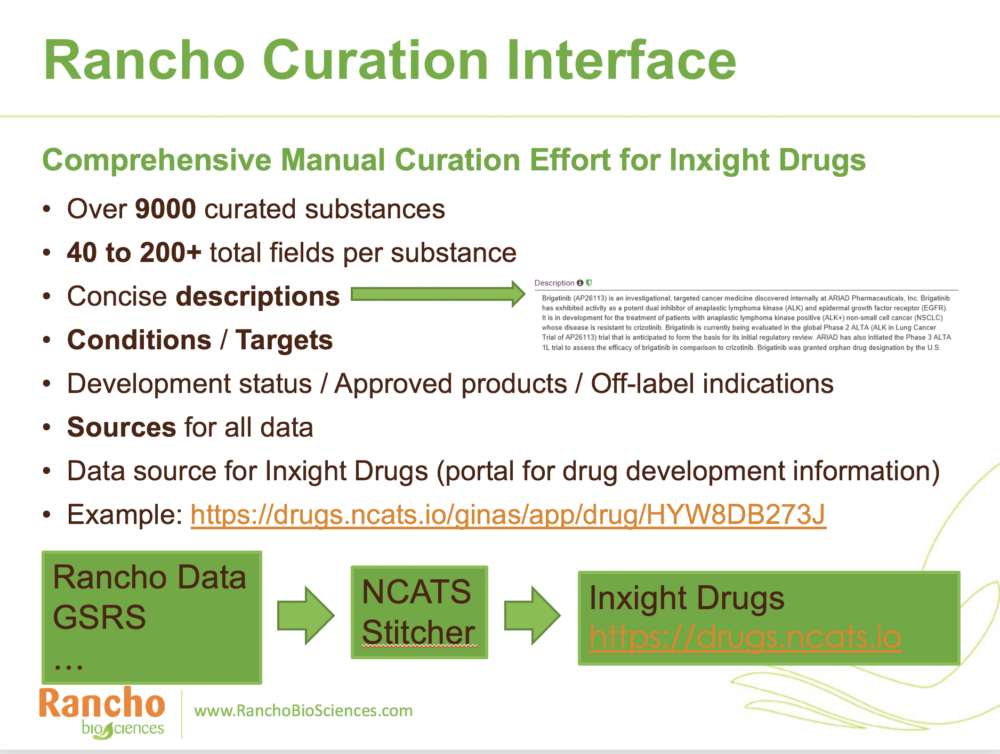 Rancho Curation Interface
Comprehensive Manual Curation Effort for Inxight Drugs
• Over 9000 curated substances
• 40 to 200+ total fields per substance
• Concise descriptions
Description
Brigatinib (AP26113) is an investigational, targeted cancer medicine discovered internally at ARIAD Pharmaceuticals, Inc. Brigatinib
has exhibited activity as a potent dual inhibitor of anaplastic lymphoma kinase (ALK) and epidermal growth factor receptor (EGFR).
It is in development for the treatment of patients with anaplastic lymphoma kinase positive (ALK+) non-small cell cancer (NSCLC)
whose disease is resistant to crizotinib. Brigatinib is currently being evaluated in the global Phase 2 ALTA (ALK in Lung Cancer
Trial of AP26113) trial that is anticipated to form the basis for its initial regulatory review. ARIAD has also initiated the Phase 3 ALTA
1L trial to assess the efficacy of brigatinib in comparison to crizotinib. Brigatinib was granted orphan drug designation by the U.S.
• Conditions / Targets
• Development status / Approved products / Off-label indications
• Sources for all data
• Data source for Inxight Drugs (portal for drug development information)
• Example: https://drugs.ncats.io/ginas/app/drug/HYW8DB273J
Rancho Data
GSRS
...
NCATS
Stitcher
Inxight Drugs
https://drugs.ncats.io
Rancho
biosciences
www.RanchoBioSciences.com